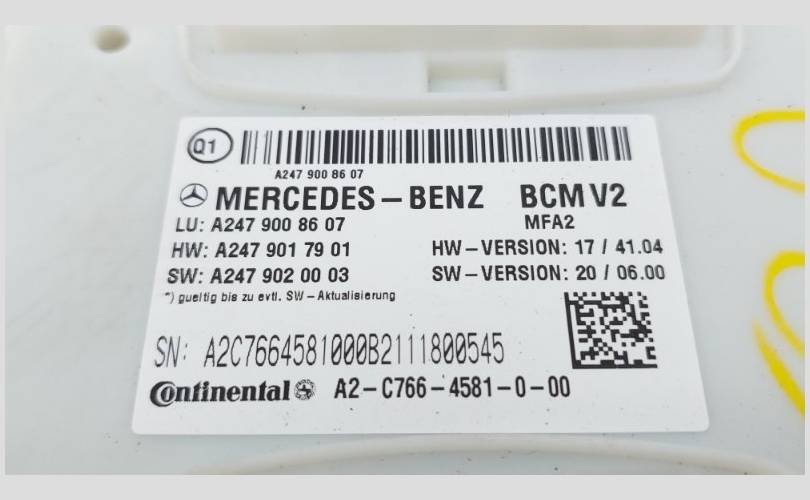 Q1
A247 900 86 07
MERCEDES-BENZ BCM V2
LU: A247 900 86 07 MFA2
HW: A247 901 79 01 HW-VERSION: 17 / 41.04
SW: A247 902 00 03 SW-VERSION: 20 / 06.00
*) gueltig bis zu evtl. SW-Aktualisierung
SN: A2C7664581000B2111800545
Continental A2-C766-4581-0-00